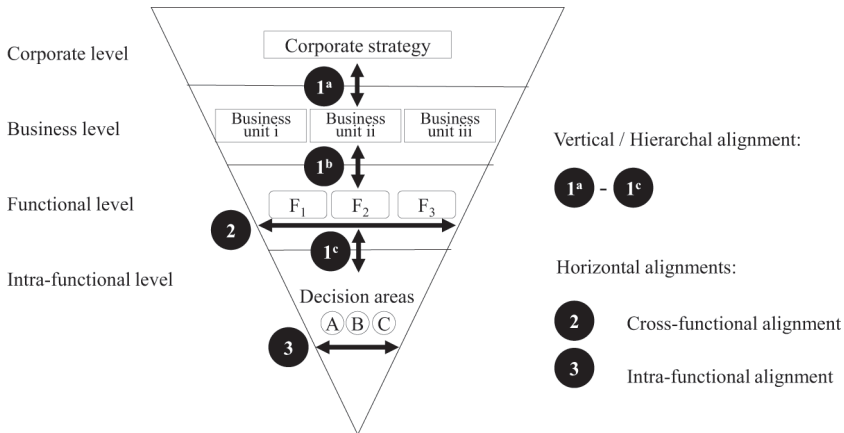 Corporate level
Corporate strategy
1ᵃ
Business level
Business unit i
Business unit ii
Business unit iii
1ᵇ
Functional level
F₁ F₂ F₃
2
1ᶜ
Intra-functional level
Decision areas
A B C
3
Vertical / Hierarchal alignment:
1ᵃ - 1ᶜ
Horizontal alignments:
2 Cross-functional alignment
3 Intra-functional alignment